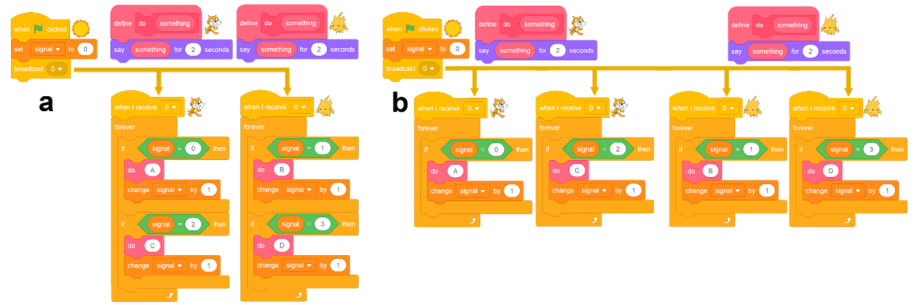 when clicked
set signal to 0
broadcast 0
define do something
say something for 2 seconds
define do something
say something for 2 seconds
a
when I receive 0
forever
if signal = 0 then
do A
change signal by 1
if signal = 2 then
do C
change signal by 1
when I receive 0
forever
if signal = 1 then
do B
change signal by 1
if signal = 3 then
do D
change signal by 1
when clicked
set signal to 0
broadcast 0
define do something
say something for 2 seconds
define do something
say something for 2 seconds
b
when I receive 0
forever
if signal = 0 then
do A
change signal by 1
when I receive 0
forever
if signal = 2 then
do C
change signal by 1
when I receive 0
forever
if signal = 1 then
do B
change signal by 1
when I receive 0
forever
if signal = 3 then
do D
change signal by 1